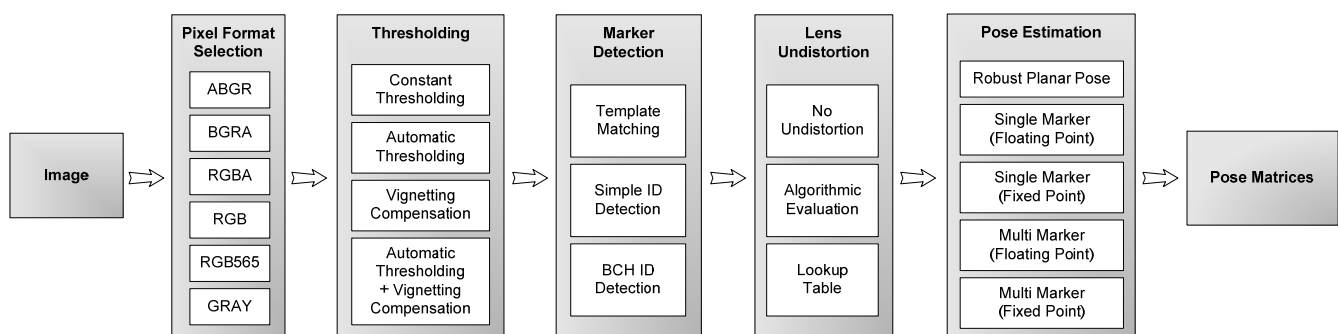 Image
Pixel Format
Selection
ABGR
BGRA
RGBA
RGB
RGB565
GRAY
Thresholding
Constant
Thresholding
Automatic
Thresholding
Vignetting
Compensation
Automatic
Thresholding
+ Vignetting
Compensation
Marker
Detection
Template
Matching
Simple ID
Detection
BCH ID
Detection
Lens
Undistortion
No
Undistortion
Algorithmic
Evaluation
Lookup
Table
Pose Estimation
Robust Planar Pose
Single Marker
(Floating Point)
Single Marker
(Fixed Point)
Multi Marker
(Floating Point)
Multi Marker
(Fixed Point)
Pose Matrices